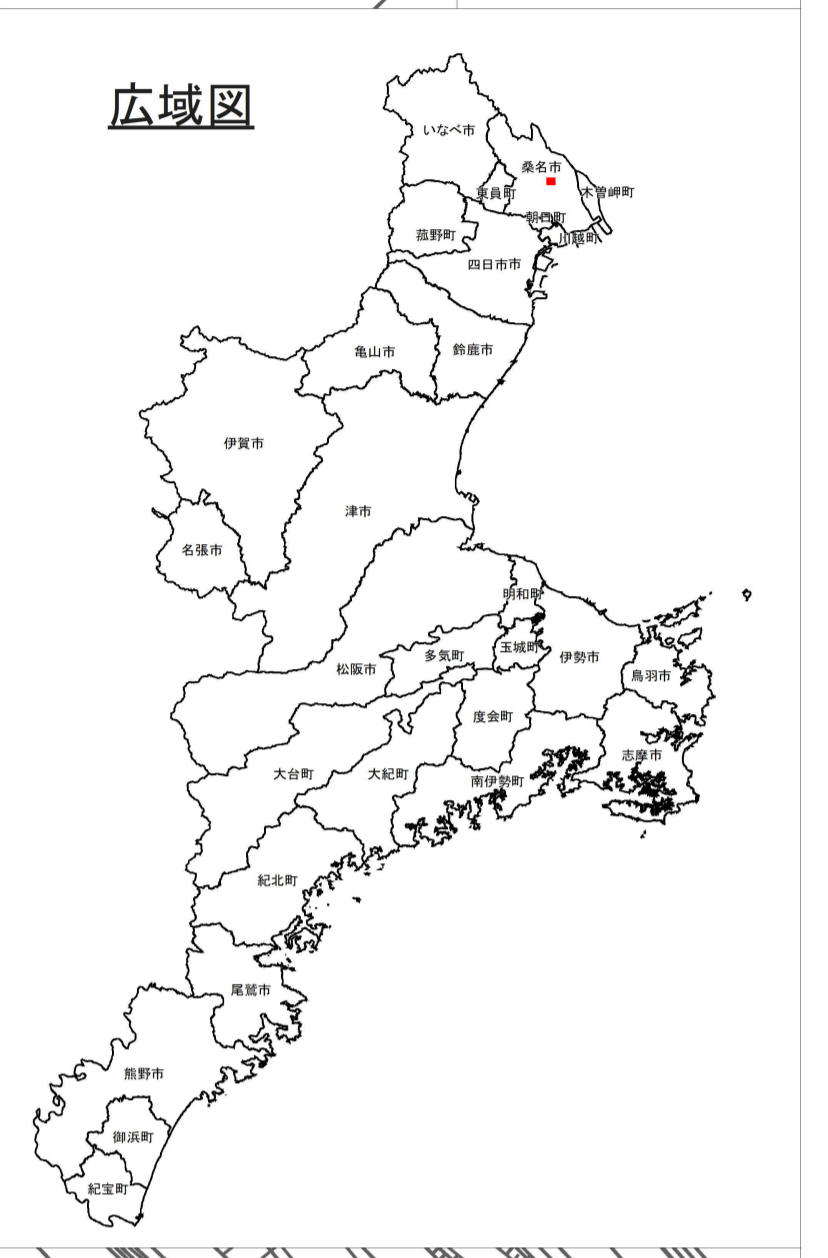 広域図
いなべ市
桑名市
東員町
木曽岬町
朝日町
菰野町
川越町
四日市市
亀山市
鈴鹿市
伊賀市
津市
名張市
明和町
松阪市
多気町
玉城町
伊勢市
鳥羽市
度会町
志摩市
大台町
大紀町
南伊勢町
紀北町
尾鷲市
熊野市
御浜町
紀宝町